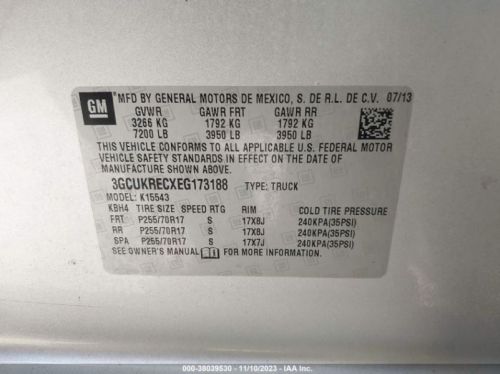 GM
MFD BY GENERAL MOTORS DE MEXICO, S. DE R.L. DE C.V. 07/13
GVWR GAWR FRT GAWR RR
3266 KG 1792 KG 1792 KG
7200 LB 3950 LB 3950 LB
THIS VEHICLE CONFORMS TO ALL APPLICABLE U.S. FEDERAL MOTOR
VEHICLE SAFETY STANDARDS IN EFFECT ON THE DATE OF
MANUFACTURE SHOWN ABOVE.
3GCUKRECXEG173188 TYPE: TRUCK
MODEL: K15543
KBH4 TIRE SIZE SPEED RTG RIM COLD TIRE PRESSURE
FRT P255/70R17 S 17X8J 240KPA(35PSI)
RR P255/70R17 S 17X8J 240KPA(35PSI)
SPA P255/70R17 S 17X7J 240KPA(35PSI)
SEE OWNER'S MANUAL FOR MORE INFORMATION
000-38039530 - 11/10/2023 - IAA Inc.